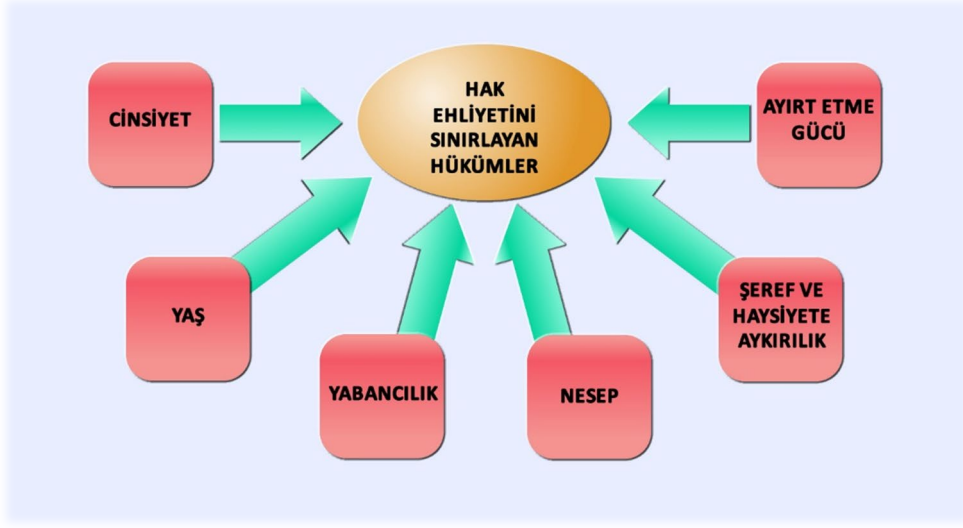 HAK
EHLİYETİNİ
SINIRLAYAN
HÜKÜMLER
CİNSİYET
YAŞ
YABANCILIK
NESEP
ŞEREF VE
HAYSİYETE
AYKIRILIK
AYIRT ETME
GÜCÜ